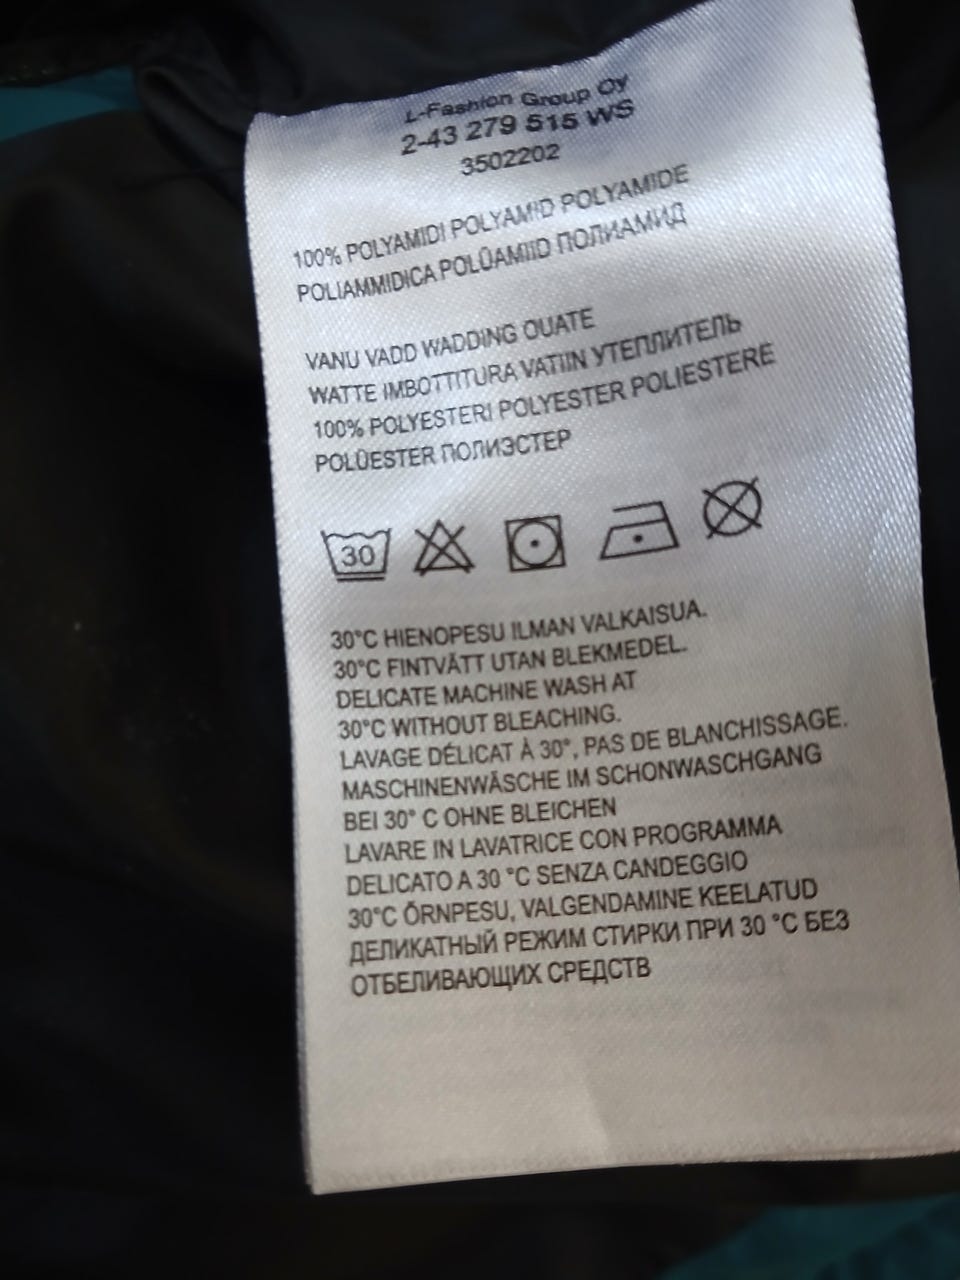 L-Fashion Group Oy
2-43 279 515 WS
3502202
100% POLYAMIDI POLYAMID POLYAMIDE
POLIAMMIDICA POLÜAMIID ПОЛИАМИД
VANU VADD WADDING OUATE
WATTE IMBOTTITURA VATIIN УТЕПЛИТЕЛЬ
100% POLYESTERI POLYESTER POLIESTERE
POLÜESTER ПОЛИЭСТЕР
30
30°C HIENOPESU ILMAN VALKAISUA.
30°C FINTVÄTT UTAN BLEKMEDEL.
DELICATE MACHINE WASH AT
30°C WITHOUT BLEACHING.
LAVAGE DÉLICAT À 30°, PAS DE BLANCHISSAGE.
MASCHINENWÄSCHE IM SCHONWASCHGANG
BEI 30° C OHNE BLEICHEN
LAVARE IN LAVATRICE CON PROGRAMMA
DELICATO A 30 °C SENZA CANDEGGIO
30°C ÕRNPESU, VALGENDAMINE KEELATUD
ДЕЛИКАТНЫЙ РЕЖИМ СТИРКИ ПРИ 30 °C БЕЗ
ОТБЕЛИВАЮЩИХ СРЕДСТВ